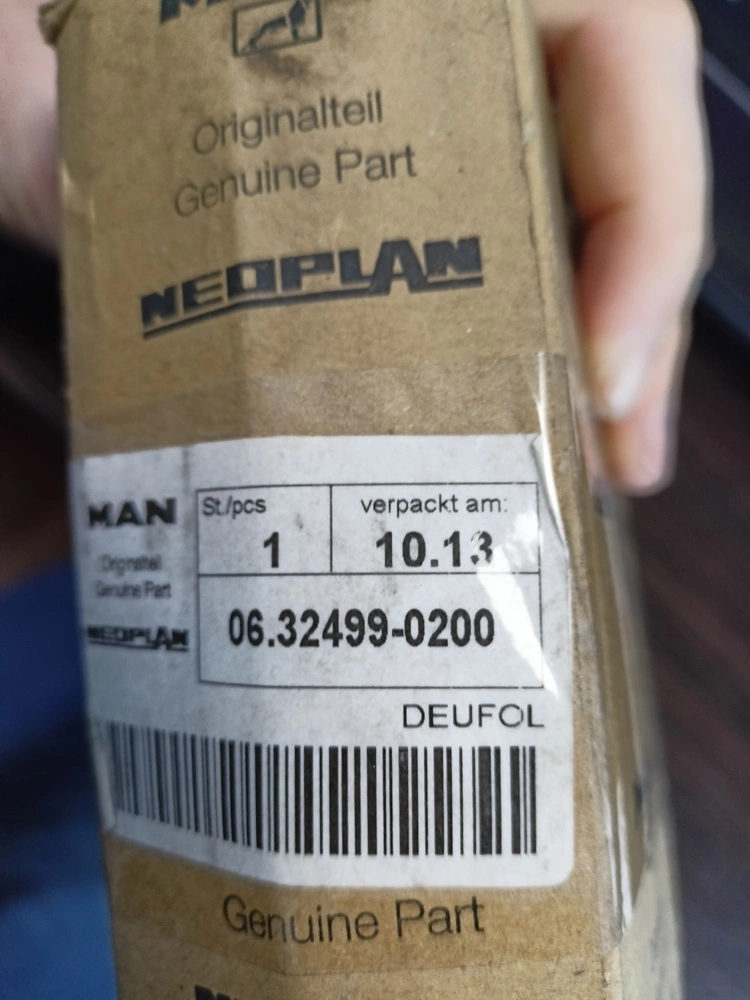 Originalteil
Genuine Part
NEOPLAN
MAN
Originalteil
Genuine Part
NEOPLAN
St./pcs
1
verpackt am:
10.13
06.32499-0200
DEUFOL
Genuine Part